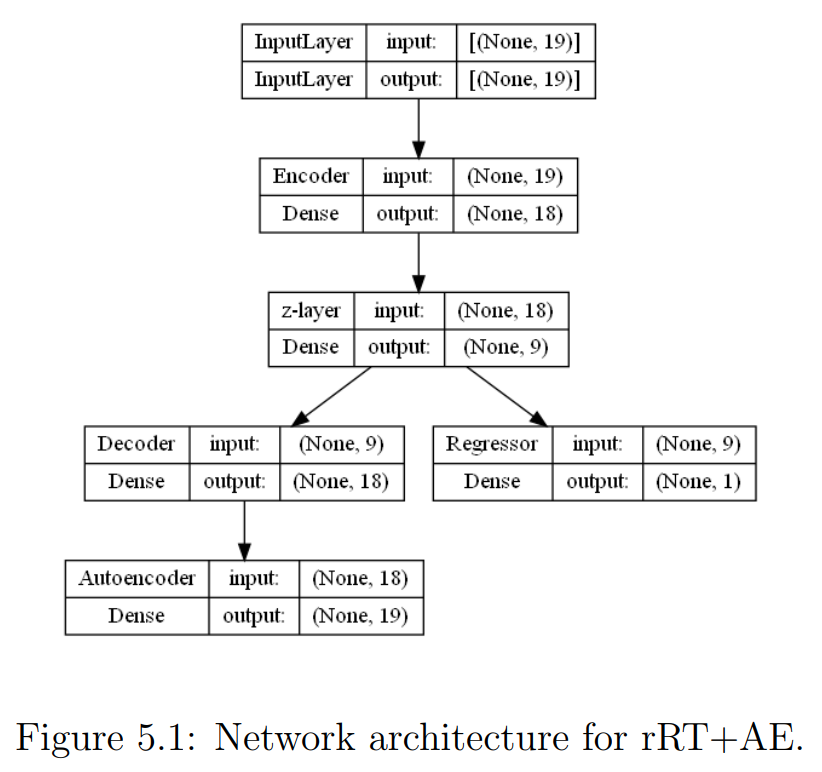 InputLayer input: [(None, 19)]
InputLayer output: [(None, 19)]
Encoder input: (None, 19)
Dense output: (None, 18)
z-layer input: (None, 18)
Dense output: (None, 9)
Decoder input: (None, 9)
Dense output: (None, 18)
Regressor input: (None, 9)
Dense output: (None, 1)
Autoencoder input: (None, 18)
Dense output: (None, 19)
Figure 5.1: Network architecture for rRT+AE.